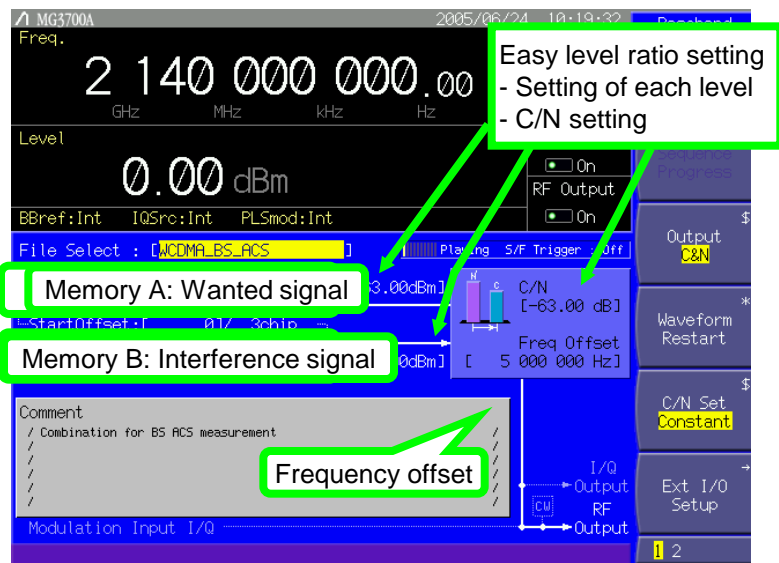 MG3700A 2005/06/24 10:19:32
Freq.
2 140 000 000.00
GHz MHz kHz Hz
Easy level ratio setting
- Setting of each level
- C/N setting
Level
0.00 dBm
On
RF Output
On
Sequence
Progress
BBref:Int IQSrc:Int PLSmod:Int
File Select : [WCDMA_BS_ACS ] Playing S/F Trigger : Off
Output $
C&N
Memory A: Wanted signal
3.00dBm]
N C
C/N
[-63.00 dB]
StartOffset:[ 0]/ 3chip
Memory B: Interference signal
0dBm]
Freq Offset
[ 5 000 000 Hz]
Waveform *
Restart
C/N Set $
Constant
Comment
/ Combination for BS ACS measurement /
/ /
/ /
/ /
/ /
/ /
Frequency offset
I/Q
Output
CW RF
Output
Ext I/O →
Setup
Modulation Input I/Q
1 2